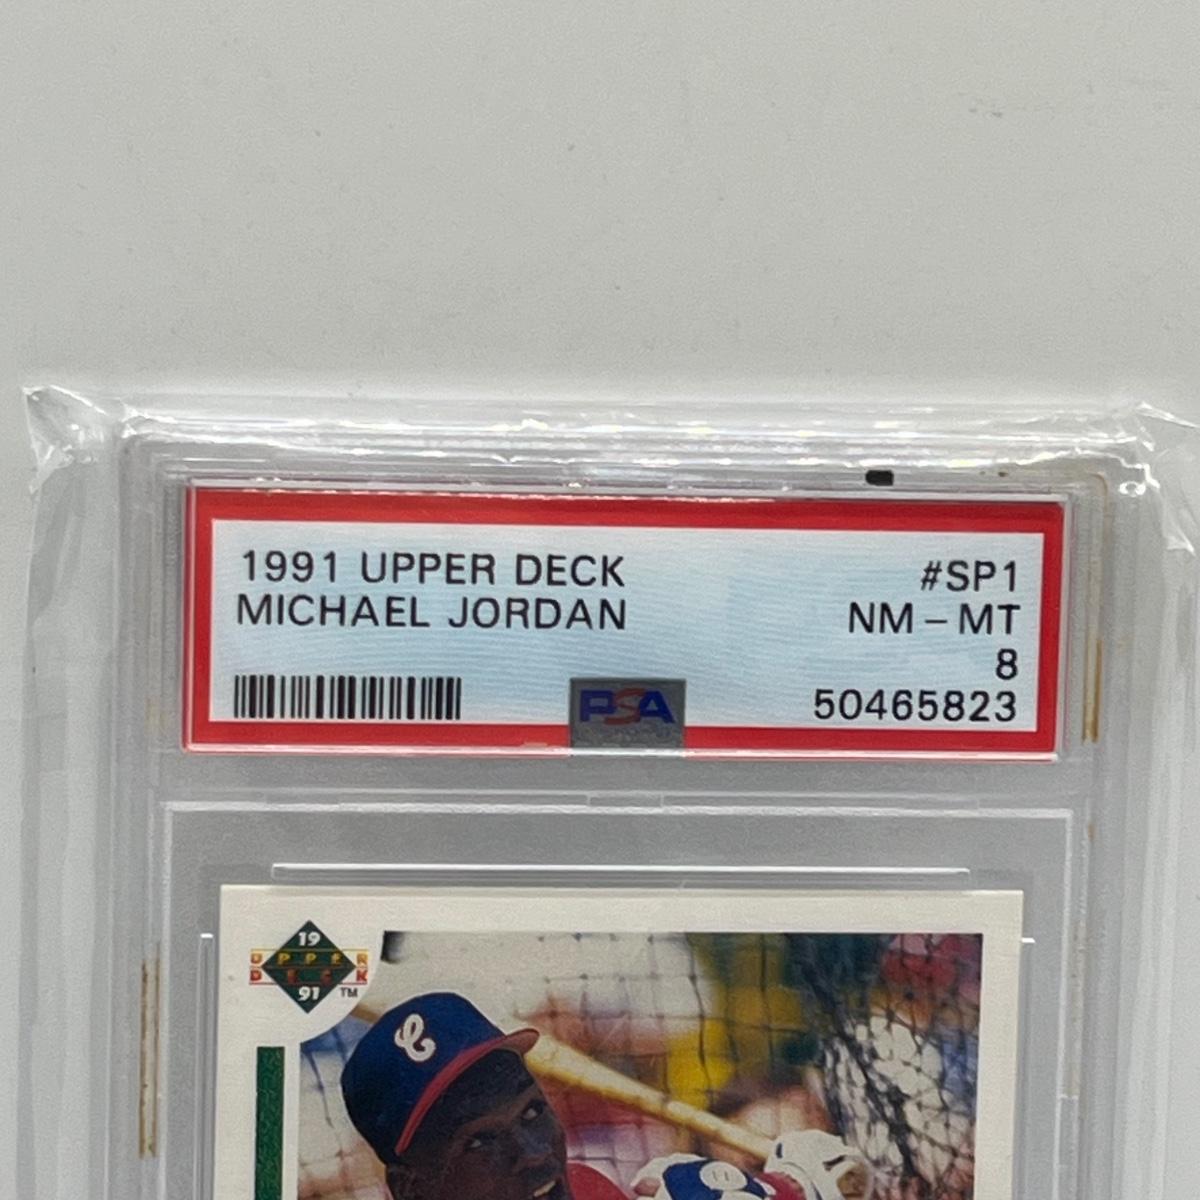 1991 UPPER DECK #SP1
MICHAEL JORDAN NM - MT
8
PSA 50465823
19
UPPER
DECK
91 TM